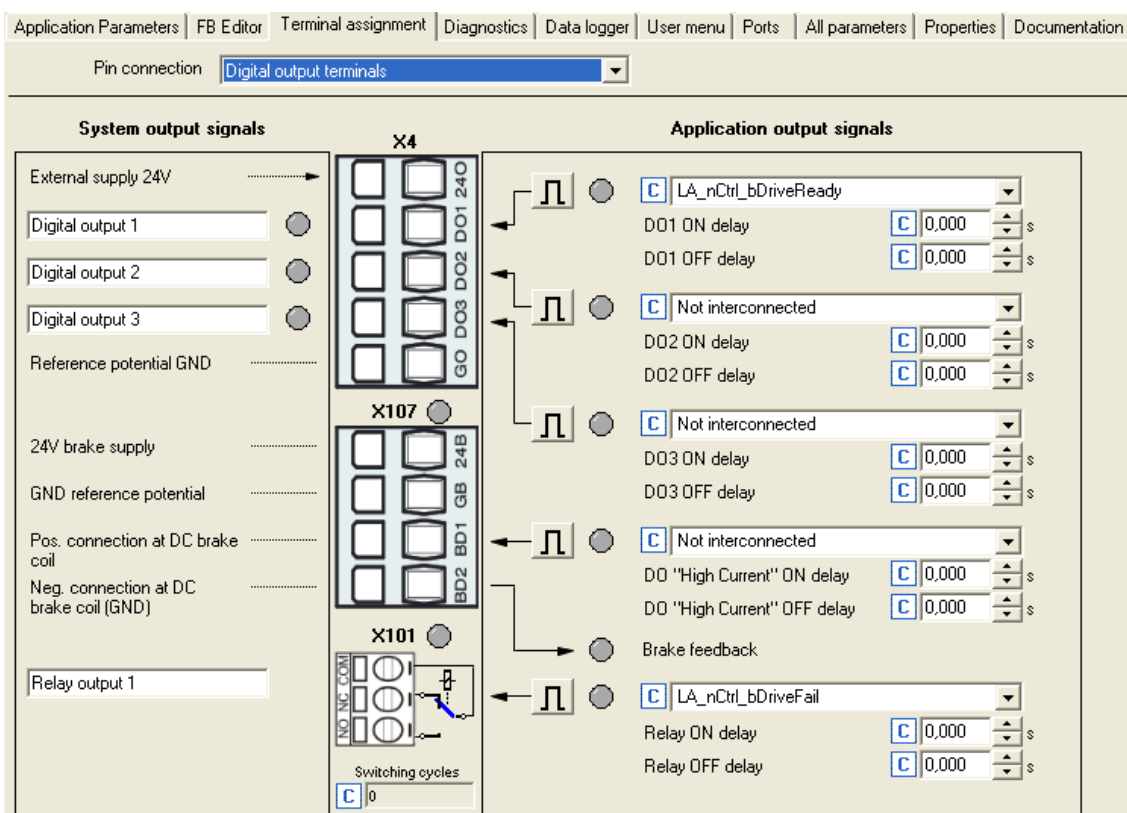 Application Parameters FB Editor Terminal assignment Diagnostics Data logger User menu Ports All parameters Properties Documentation
Pin connection Digital output terminals
System output signals
X4
Application output signals
External supply 24V
24O
LA_nCtrl_bDriveReady
Digital output 1
DO1
DO1 ON delay C 0,000 s
DO1 OFF delay C 0,000 s
Digital output 2
DO2
C Not interconnected
Digital output 3
DO3
DO2 ON delay C 0,000 s
Reference potential GND
GO
DO2 OFF delay C 0,000 s
X107
C Not interconnected
24V brake supply
24B
DO3 ON delay C 0,000 s
GND reference potential
GB
DO3 OFF delay C 0,000 s
Pos. connection at DC brake
coil
BD1
C Not interconnected
Neg. connection at DC
brake coil (GND)
BD2
DO "High Current" ON delay C 0,000 s
DO "High Current" OFF delay C 0,000 s
X101
Brake feedback
Relay output 1
NO NC COM
C LA_nCtrl_bDriveFail
Relay ON delay C 0,000 s
Relay OFF delay C 0,000 s
Switching cycles
C 0